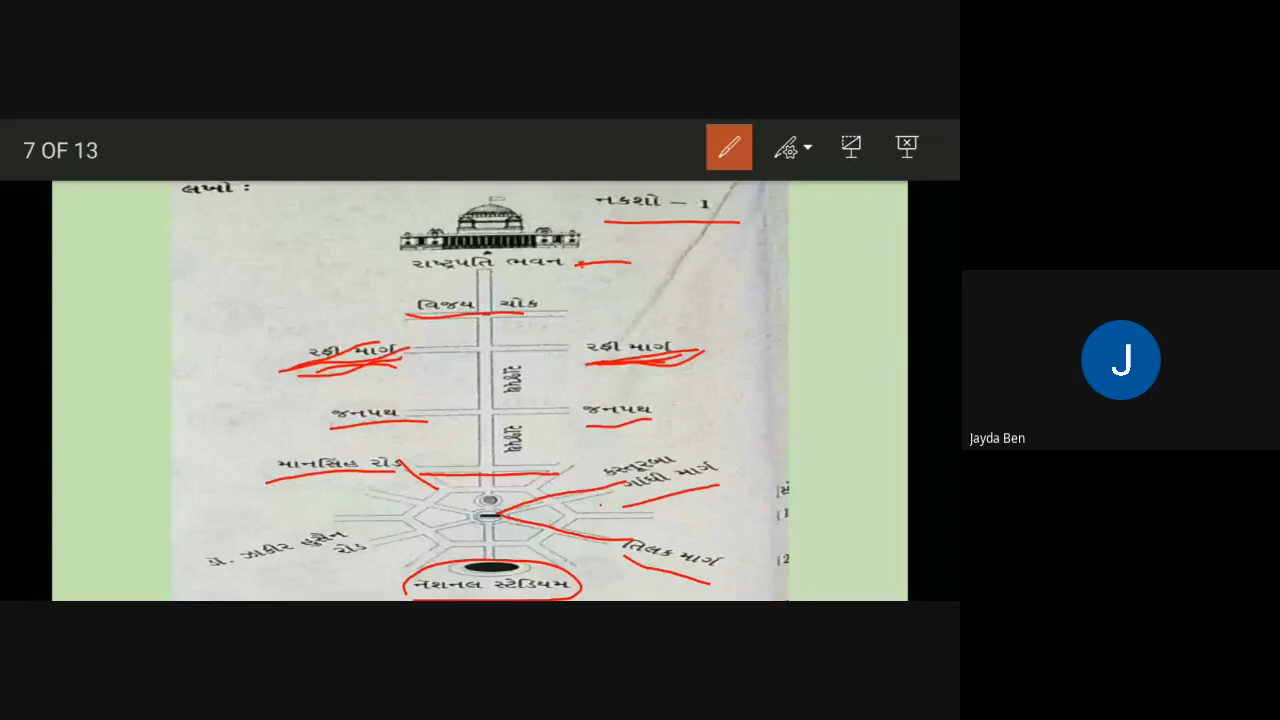 7 OF 13
લખો :
નકશો - 1
રાષ્ટ્રપતિ ભવન
વિજય ચોક
રફી માર્ગ
રફી માર્ગ
રાજપથ
જનપથ
જનપથ
રાજપથ
માનસિંહ રોડ
કસ્તૂરબા
ગાંધી માર્ગ
ડૉ. ઝાકીર હુસૈન
રોડ
તિલક માર્ગ
નેશનલ સ્ટેડિયમ
J
Jayda Ben